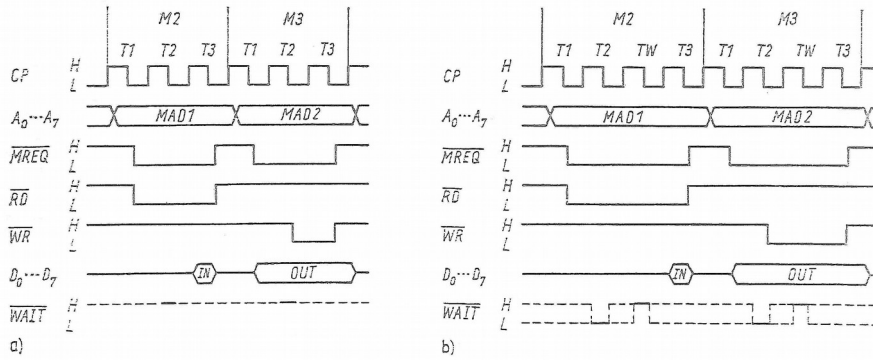 M2 M3
T1 T2 T3 T1 T2 T3
CP H L
A₀···A₇ MAD1 MAD2
MREQ H L
RD H L
WR H L
D₀···D₇ IN OUT
WAIT H L
a)
M2 M3
T1 T2 TW T3 T1 T2 TW T3
CP H L
A₀···A₇ MAD1 MAD2
MREQ H L
RD H L
WR H L
D₀···D₇ IN OUT
WAIT H L
b)